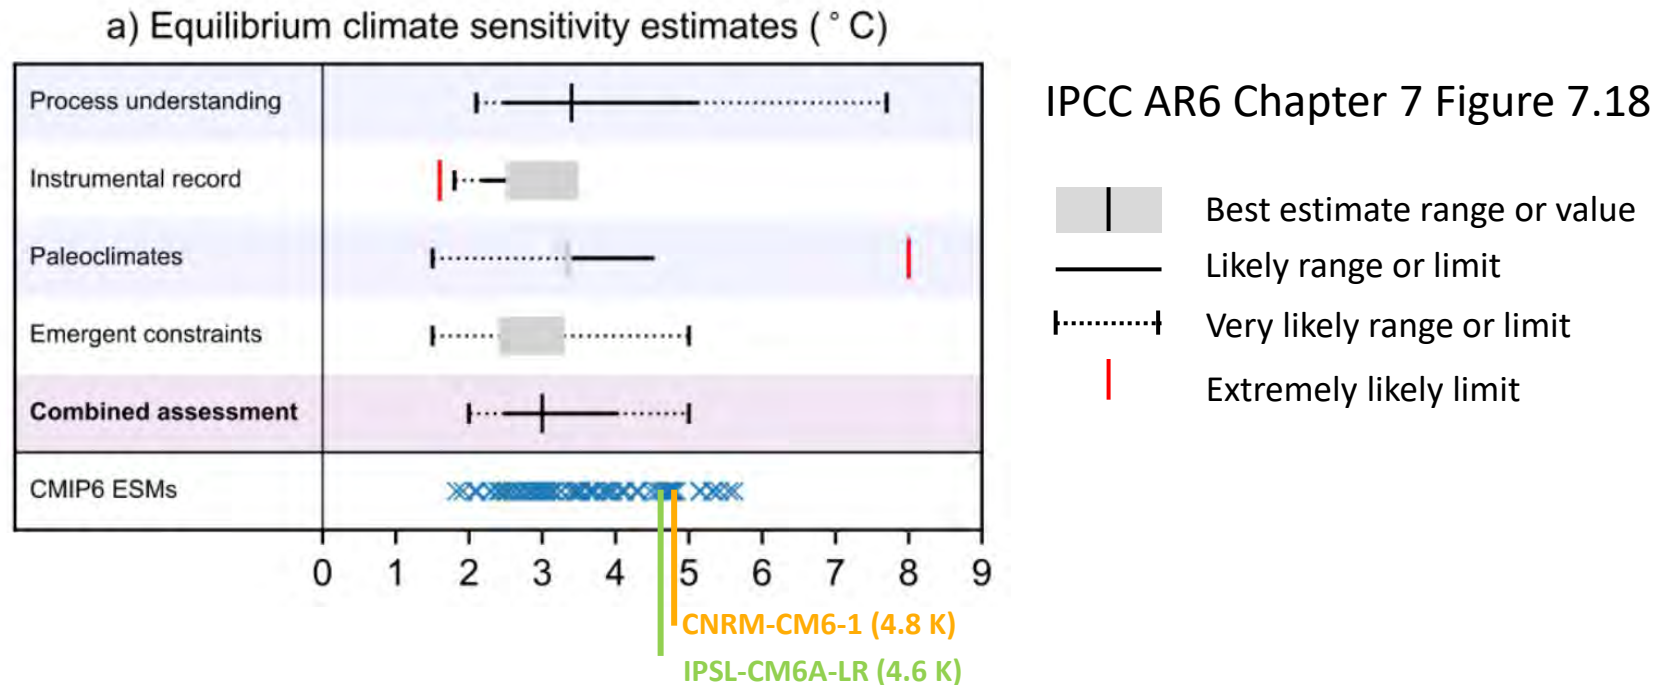 a) Equilibrium climate sensitivity estimates (°C)
Process understanding
Instrumental record
Paleoclimates
Emergent constraints
Combined assessment
CMIP6 ESMs
0 1 2 3 4 5 6 7 8 9
CNRM-CM6-1 (4.8 K)
IPSL-CM6A-LR (4.6 K)
IPCC AR6 Chapter 7 Figure 7.18
Best estimate range or value
Likely range or limit
Very likely range or limit
Extremely likely limit